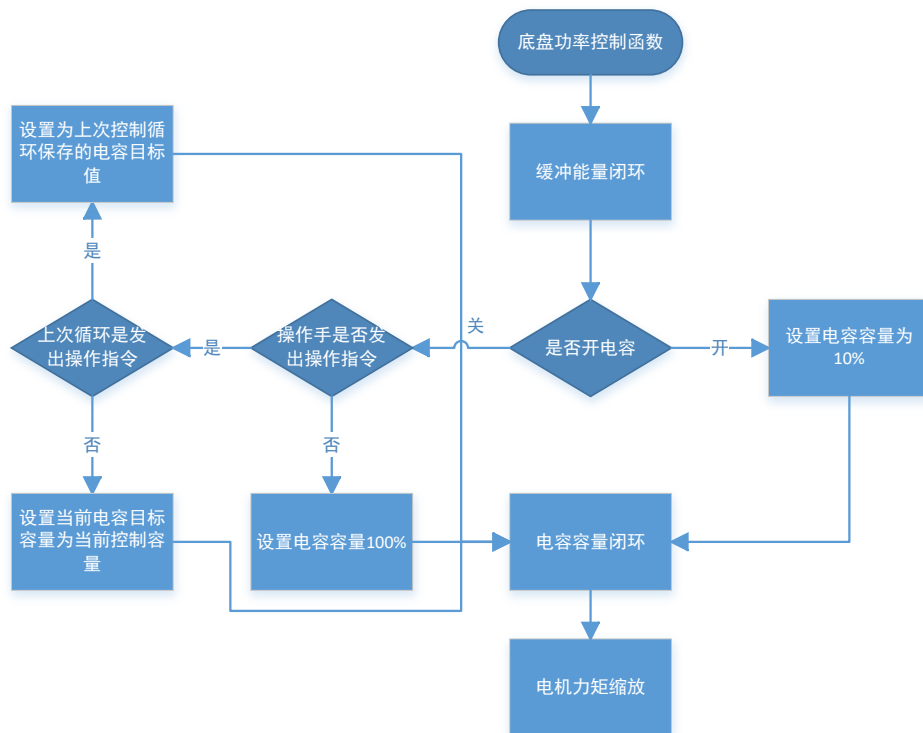 底盘功率控制函数
设置为上次控制循
环保存的电容目标
值
缓冲能量闭环
是
关
上次循环是发
出操作指令
是
操作手是否发
出操作指令
是否开电容
开
设置电容容量为
10%
否
否
设置当前电容目标
容量为当前控制容
量
设置电容容量100%
电容容量闭环
电机力矩缩放